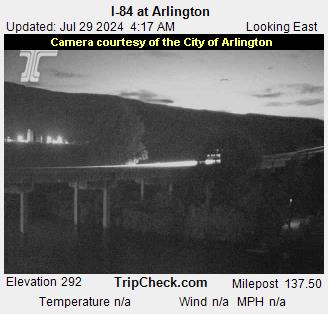 I-84 at Arlington
Updated: Jul 29 2024 4:17 AM Looking East
Camera courtesy of the City of Arlington
Elevation 292 TripCheck.com Milepost 137.50
Temperature n/a Wind n/a MPH n/a